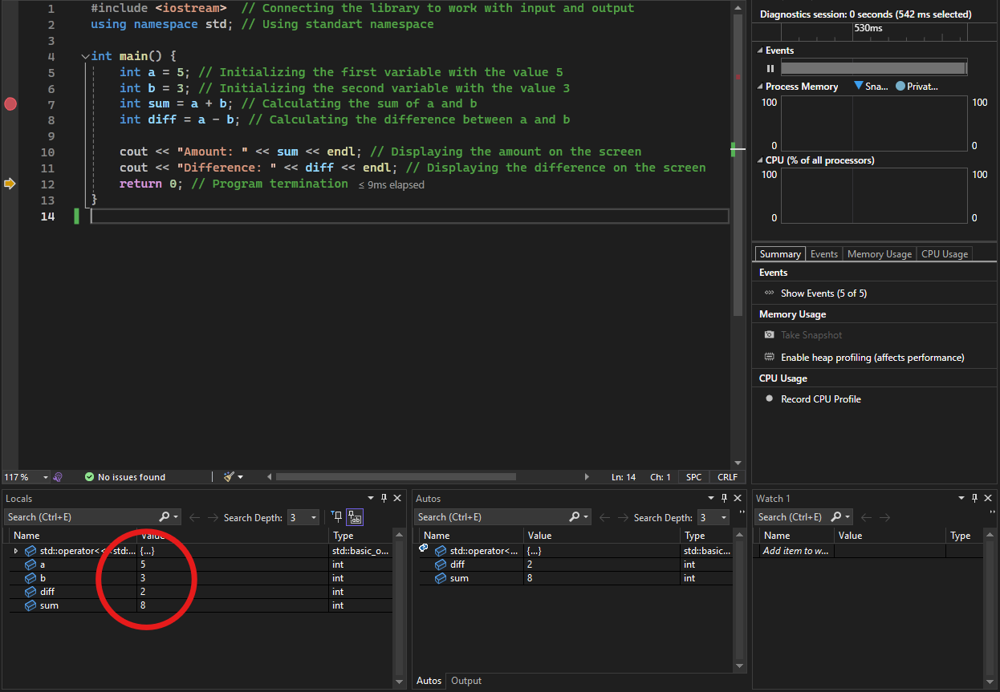 1 #include <iostream> // Connecting the library to work with input and output
2 using namespace std; // Using standart namespace
3
4 int main() {
5 int a = 5; // Initializing the first variable with the value 5
6 int b = 3; // Initializing the second variable with the value 3
7 int sum = a + b; // Calculating the sum of a and b
8 int diff = a - b; // Calculating the difference between a and b
9
10 cout << "Amount: " << sum << endl; // Displaying the amount on the screen
11 cout << "Difference: " << diff << endl; // Displaying the difference on the screen
12 return 0; // Program termination ≤ 9ms elapsed
13 }
14
117 % No issues found Ln: 14 Ch: 1 SPC CRLF
Diagnostics session: 0 seconds (542 ms selected)
530ms
Events
Process Memory Sna... Privat...
100 100
0 0
CPU (% of all processors)
100 100
0 0
Summary Events Memory Usage CPU Usage
Events
Show Events (5 of 5)
Memory Usage
Take Snapshot
Enable heap profiling (affects performance)
CPU Usage
Record CPU Profile
Locals
Search (Ctrl+E) Search Depth: 3
Name Value Type
std::operator<<std:... {...} std::basic_o...
a 5 int
b 3 int
diff 2 int
sum 8 int
Autos
Search (Ctrl+E) Search Depth: 3
Name Value Type
std::operator<... {...} std::basic...
diff 2 int
sum 8 int
Autos Output
Watch 1
Search (Ctrl+E)
Name Value Type
Add item to w...